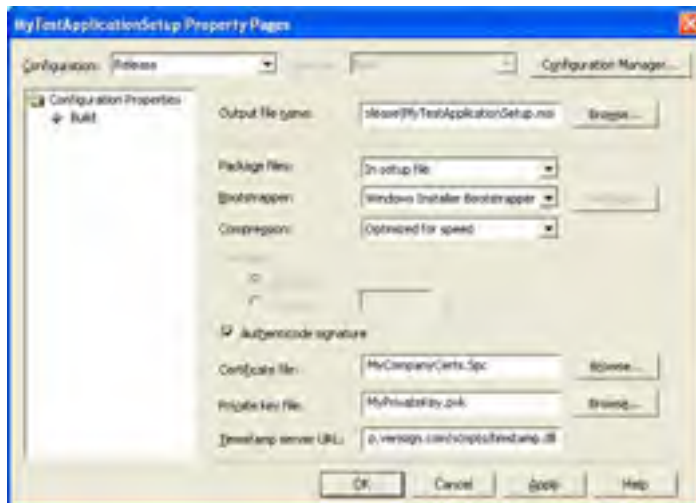 MyTestApplicationSetup Property Pages
Configuration: Release Configuration Manager...
Configuration Properties
Build
Output file name: elease\MyTestApplicationSetup.msi Browse...
Package files: In setup file
Bootstrapper: Windows Installer Bootstrapper
Compression: Optimized for speed
Authenticode signature
Certificate file: MyCompanyCerts.Spc Browse...
Private key file: MyPrivateKey.pvk Browse...
Timestamp server URL: p.verisign.com/scripts/timstamp.dll
OK Cancel Apply Help